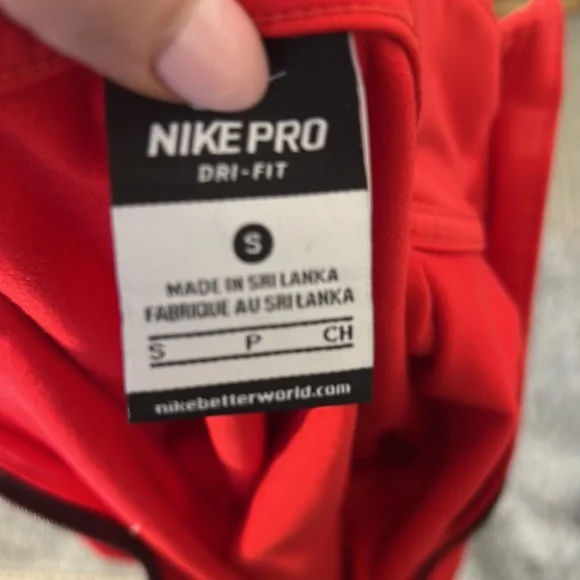 NIKE PRO
DRI-FIT
S
MADE IN SRI LANKA
FABRIQUE AU SRI LANKA
S P CH
nikebetterworld.com